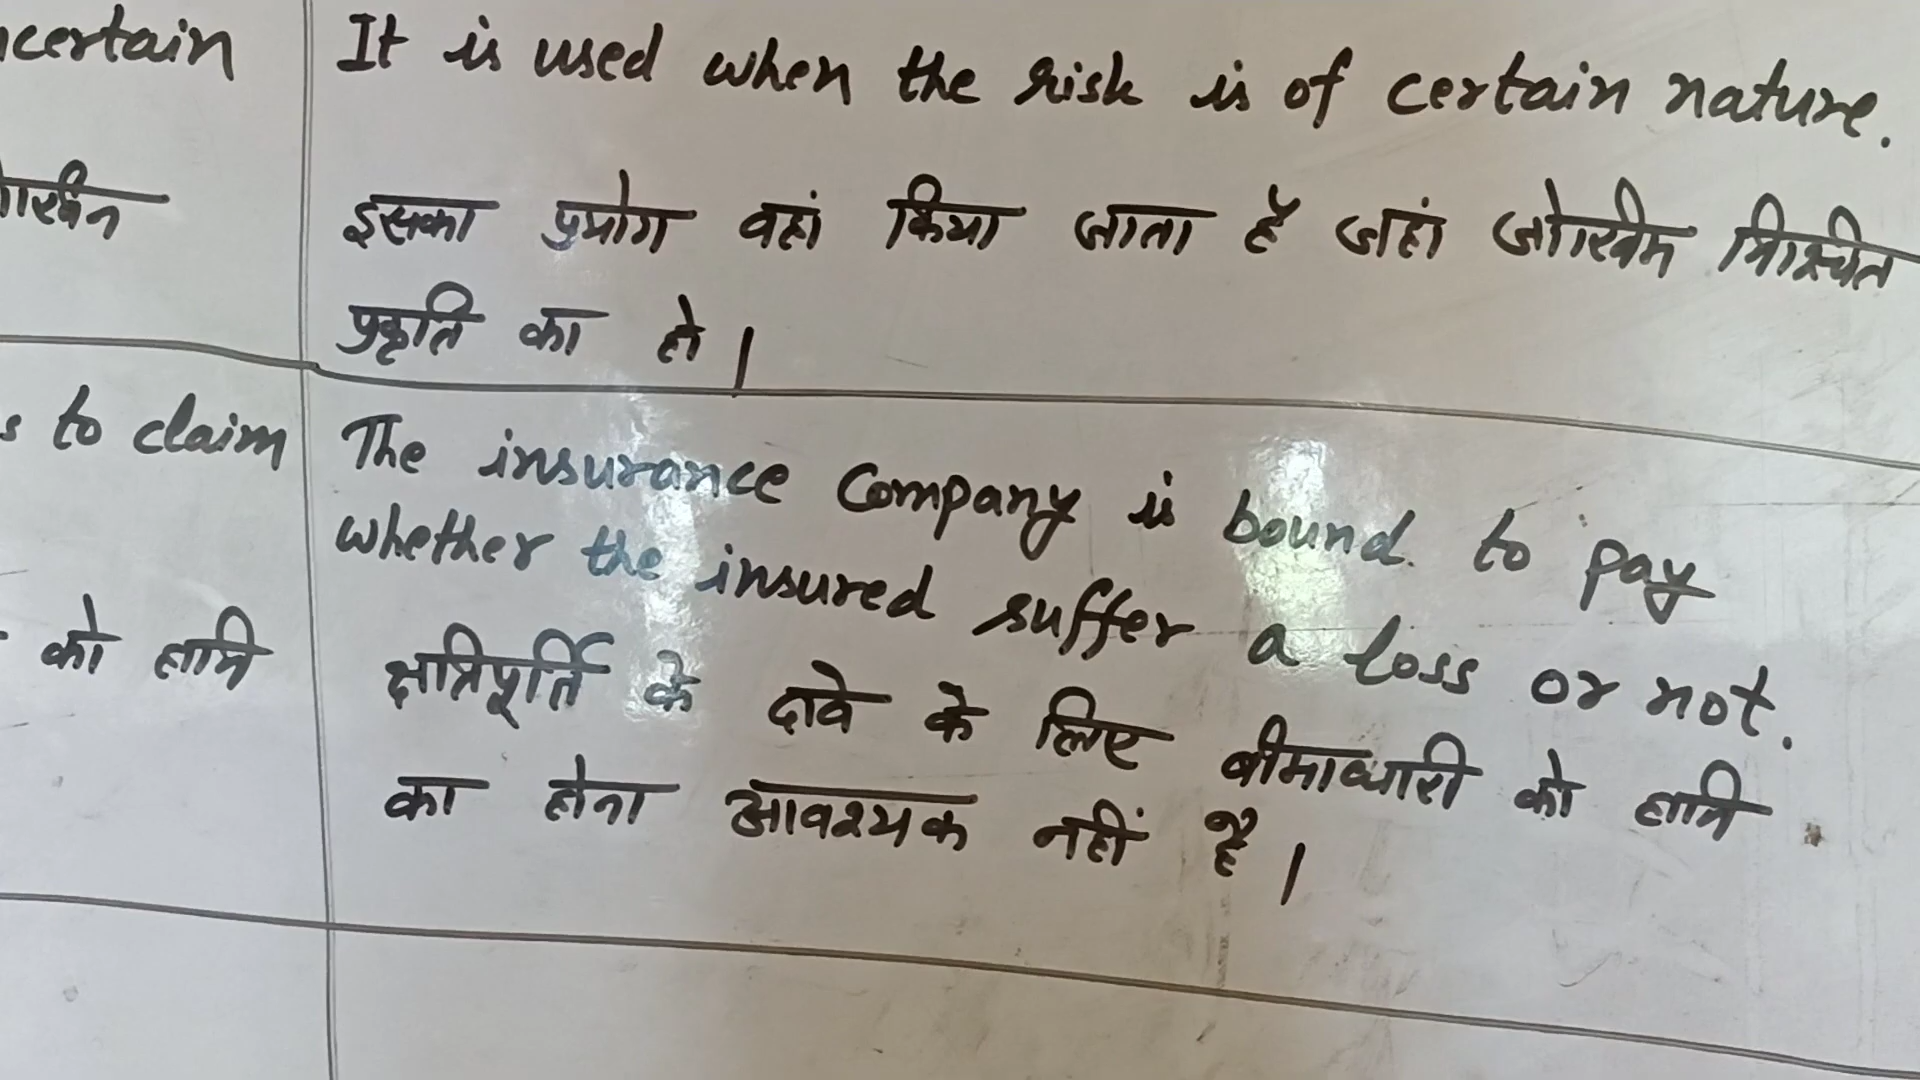 certain
It is used when the risk is of certain nature.
इसका प्रयोग वहां किया जाता है जहां जोखिम निश्चित
प्रकृति का हो।
to claim
The insurance Company is bound to pay
whether the insured suffer a loss or not.
को हानि
क्षतिपूर्ति के दावे के लिए बीमाधारी को हानि
का होना आवश्यक नहीं है।